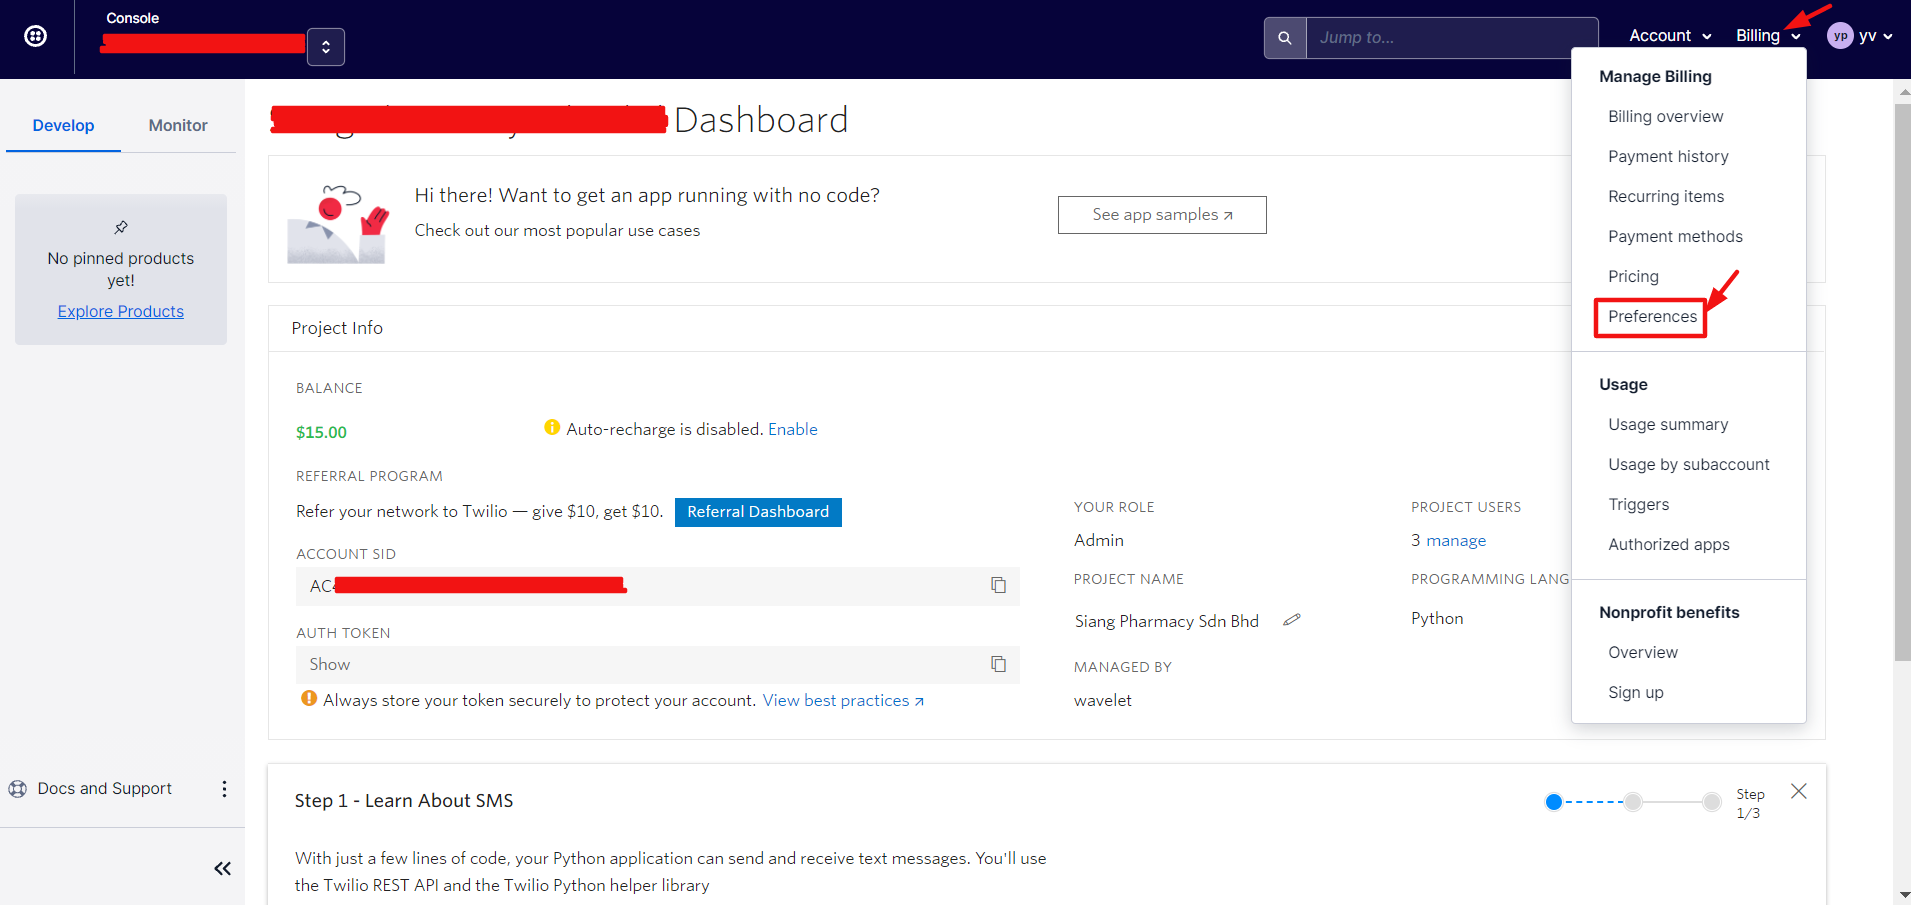 Console
Jump to...
Account
Billing
yp
yv
Develop
Monitor
No pinned products
yet!
Explore Products
Docs and Support
Dashboard
Hi there! Want to get an app running with no code?
Check out our most popular use cases
See app samples
Project Info
BALANCE
$15.00
Auto-recharge is disabled. Enable
REFERRAL PROGRAM
Refer your network to Twilio — give $10, get $10.
Referral Dashboard
ACCOUNT SID
AC
AUTH TOKEN
Show
Always store your token securely to protect your account. View best practices
YOUR ROLE
Admin
PROJECT NAME
Siang Pharmacy Sdn Bhd
MANAGED BY
wavelet
PROJECT USERS
3 manage
PROGRAMMING LANG
Python
Manage Billing
Billing overview
Payment history
Recurring items
Payment methods
Pricing
Preferences
Usage
Usage summary
Usage by subaccount
Triggers
Authorized apps
Nonprofit benefits
Overview
Sign up
Step 1 - Learn About SMS
Step
1/3
With just a few lines of code, your Python application can send and receive text messages. You'll use
the Twilio REST API and the Twilio Python helper library